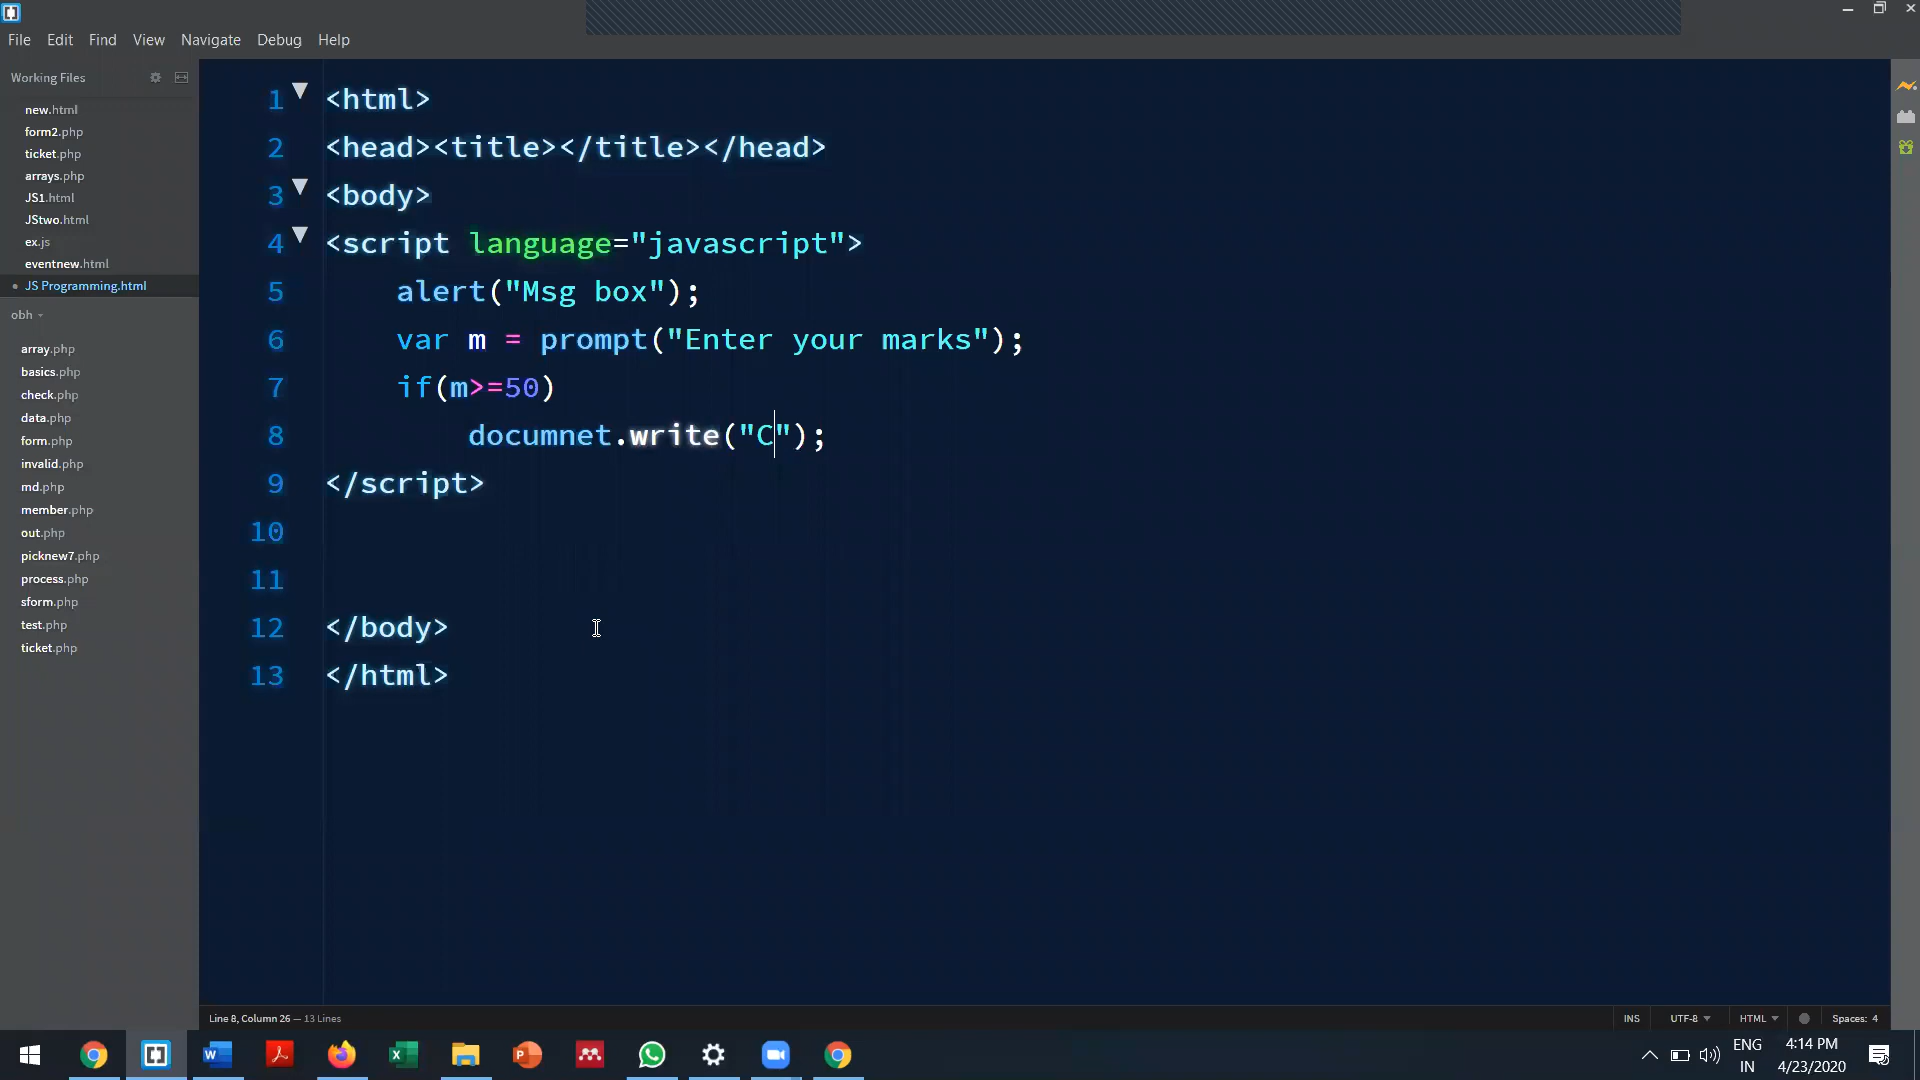 File Edit Find View Navigate Debug Help
Working Files
new.html
form2.php
ticket.php
arrays.php
JS1.html
JStwo.html
ex.js
eventnew.html
JS Programming.html
obh
array.php
basics.php
check.php
data.php
form.php
invalid.php
md.php
member.php
out.php
picknew7.php
process.php
sform.php
test.php
ticket.php
1 <html>
2 <head><title></title></head>
3 <body>
4 <script language="javascript">
5 alert("Msg box");
6 var m = prompt("Enter your marks");
7 if(m>=50)
8 documnet.write("C");
9 </script>
10
11
12 </body>
13 </html>
Line 8, Column 26 — 13 Lines
INS UTF-8 HTML Spaces: 4
ENG
IN
4:14 PM
4/23/2020